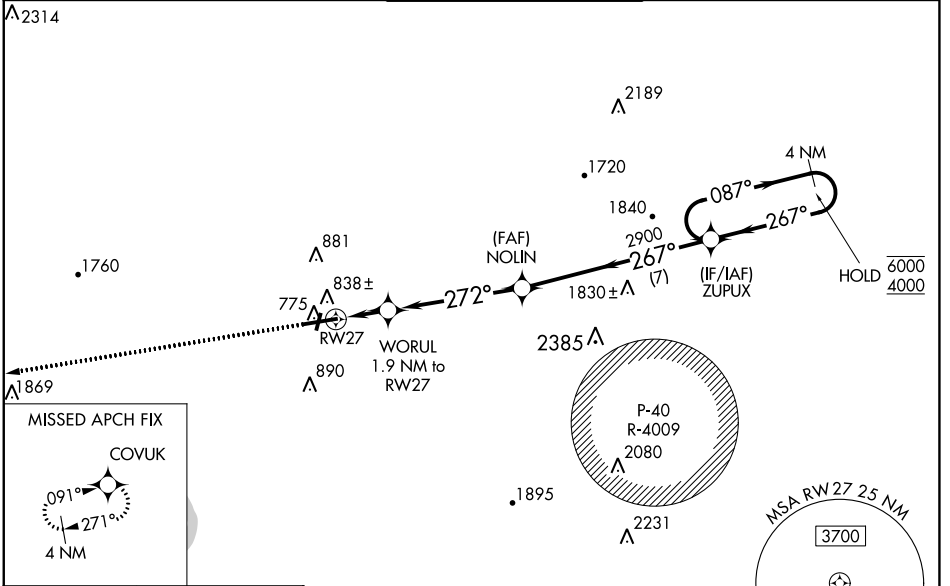 2314
2189
1720
4 NM
087°
1840
267°
2900
267°
(7)
(FAF)
NOLIN
(IF/IAF)
ZUPUX
HOLD
6000
4000
881
1760
838±
272°
1830±
775
RW27
WORUL
1.9 NM to
RW27
2385
1869
890
P-40
R-4009
2080
1895
2231
MISSED APCH FIX
COVUK
091°
271°
4 NM
MSA RW27 25 NM
3700